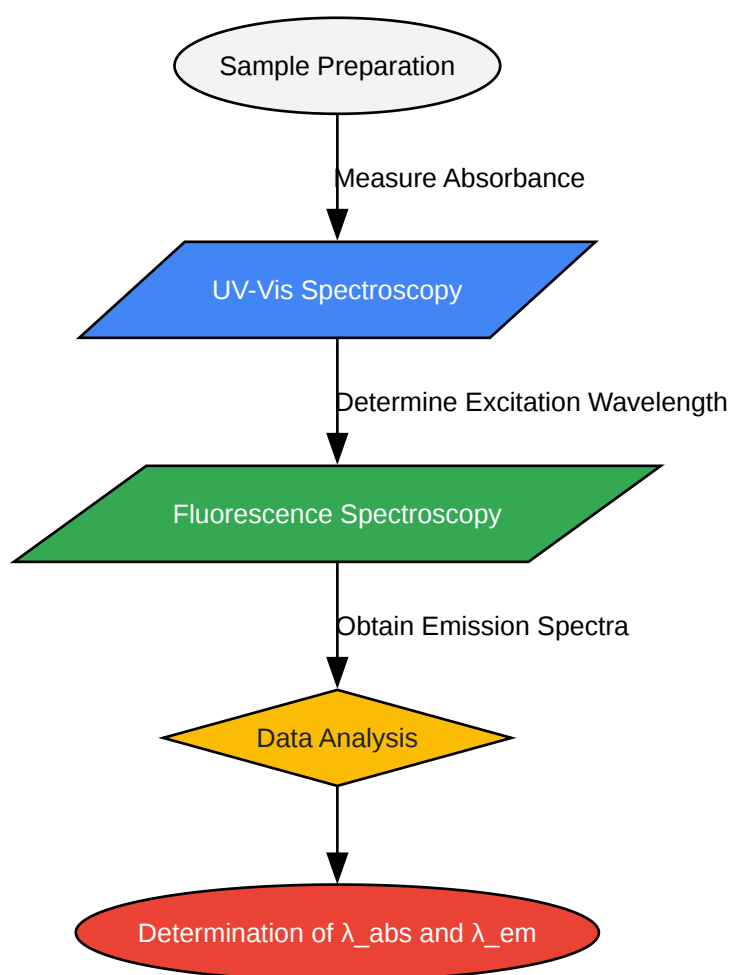 Sample Preparation
Measure Absorbance
UV-Vis Spectroscopy
Determine Excitation Wavelength
Fluorescence Spectroscopy
Obtain Emission Spectra
Data Analysis
Determination of λ_abs and λ_em